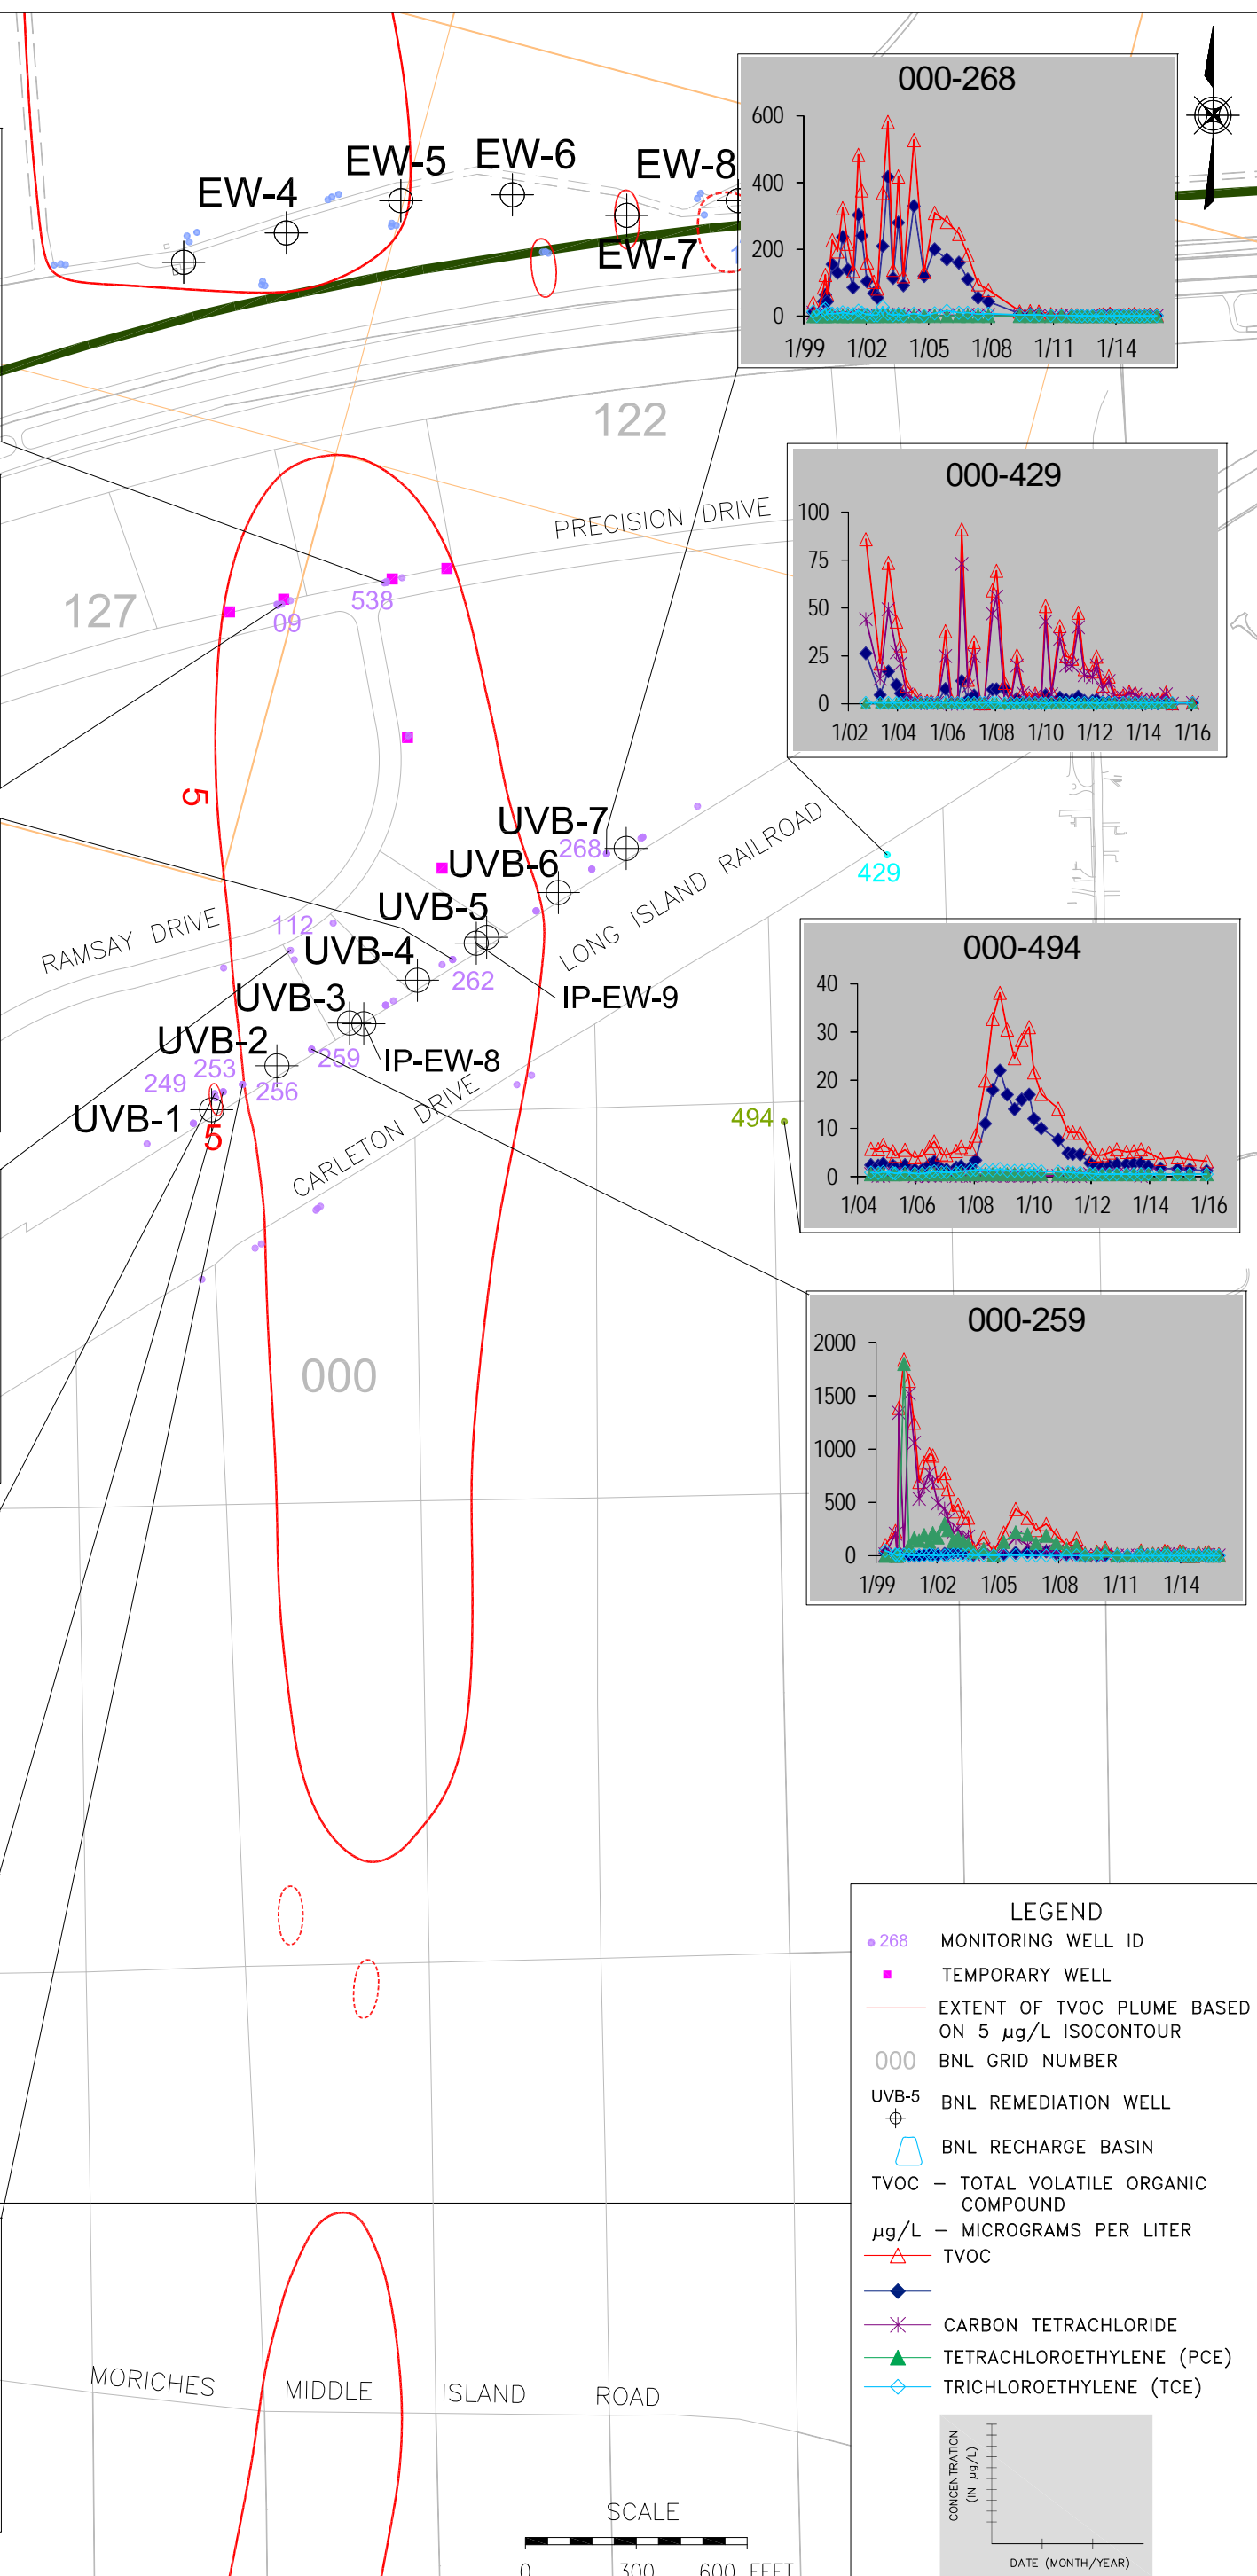 000-268
600
400
200
0
1/99 1/02 1/05 1/08 1/11 1/14
EW-4
EW-5
EW-6
EW-7
EW-8
122
000-429
100
75
50
25
0
1/02 1/04 1/06 1/08 1/10 1/12 1/14 1/16
PRECISION DRIVE
127
538
09
5
UVB-7
268
UVB-6
429
LONG ISLAND RAILROAD
UVB-5
112
RAMSAY DRIVE
UVB-4
262
000-494
40
30
20
10
0
1/04 1/06 1/08 1/10 1/12 1/14 1/16
IP-EW-9
UVB-3
UVB-2
259
IP-EW-8
253
249
256
UVB-1
5
494
CARLETON DRIVE
000-259
2000
1500
1000
500
0
1/99 1/02 1/05 1/08 1/11 1/14
000
LEGEND
268 MONITORING WELL ID
TEMPORARY WELL
EXTENT OF TVOC PLUME BASED
ON 5 µg/L ISOCONTOUR
000 BNL GRID NUMBER
UVB-5 BNL REMEDIATION WELL
BNL RECHARGE BASIN
TVOC – TOTAL VOLATILE ORGANIC
COMPOUND
µg/L – MICROGRAMS PER LITER
TVOC
CARBON TETRACHLORIDE
TETRACHLOROETHYLENE (PCE)
TRICHLOROETHYLENE (TCE)
MORICHES MIDDLE ISLAND ROAD
CONCENTRATION
(IN µg/L)
DATE (MONTH/YEAR)
SCALE
0 300 600 FEET